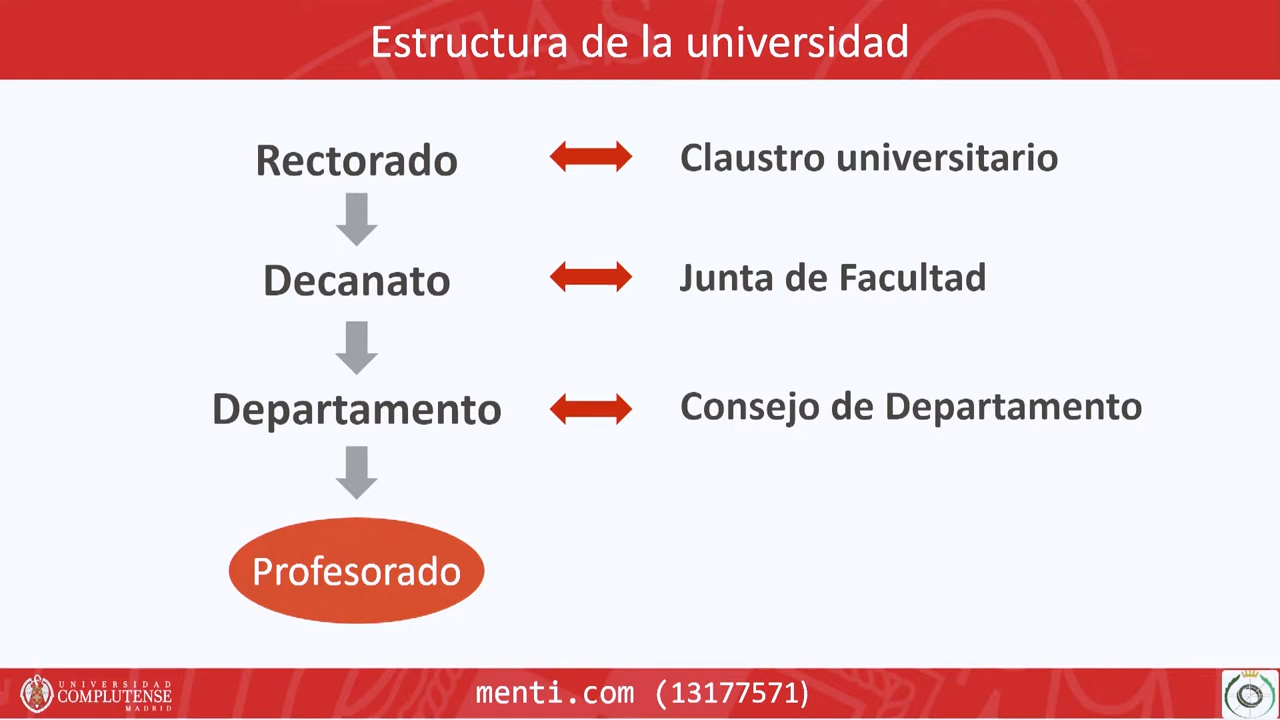 Estructura de la universidad
Rectorado
Claustro universitario
Decanato
Junta de Facultad
Departamento
Consejo de Departamento
Profesorado
UNIVERSIDAD
COMPLUTENSE
MADRID
menti.com (13177571)